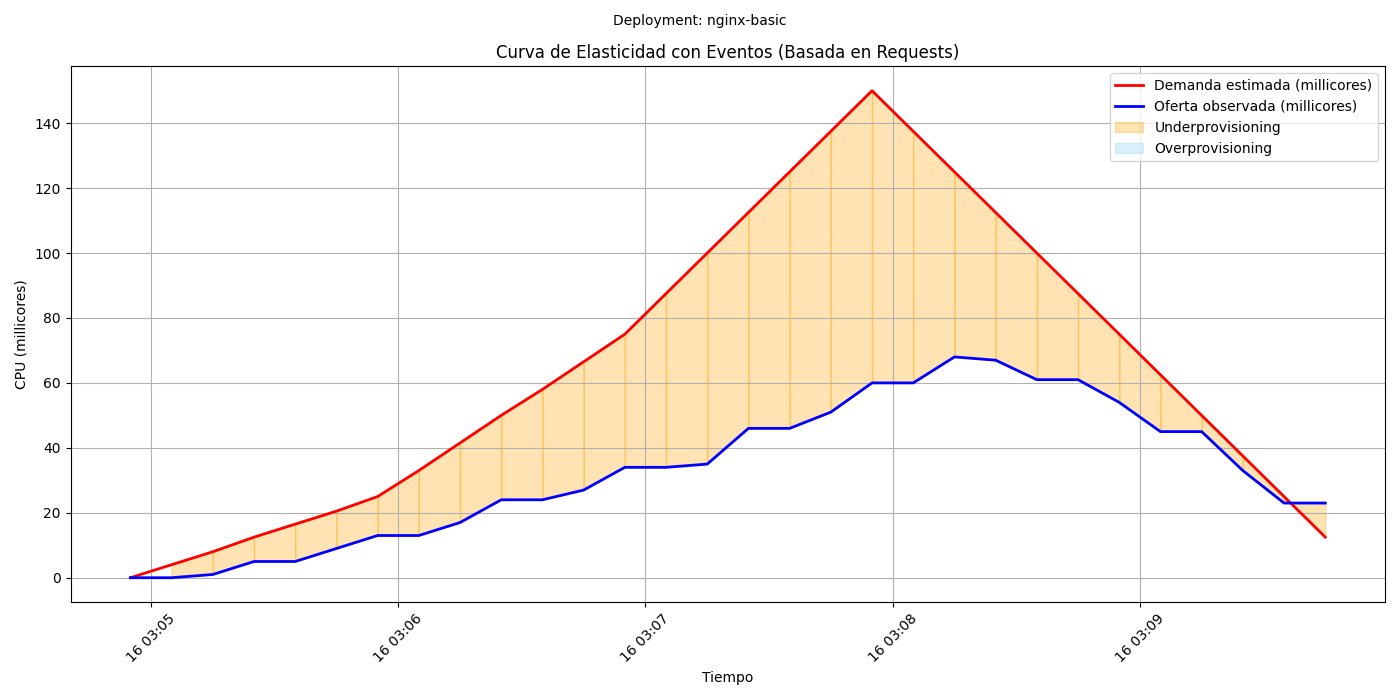 Deployment: nginx-basic
Curva de Elasticidad con Eventos (Basada en Requests)
Demanda estimada (millicores)
Oferta observada (millicores)
Underprovisioning
Overprovisioning
CPU (millicores)
140
120
100
80
60
40
20
0
16 03:05
16 03:06
16 03:07
16 03:08
16 03:09
Tiempo